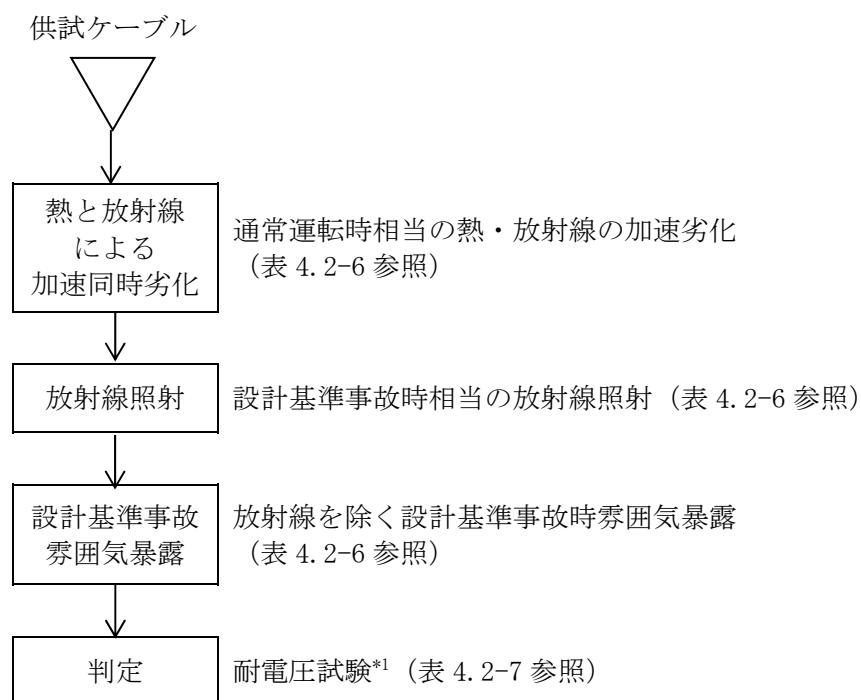 供試ケーブル
熱と放射線
による
加速同時劣化
通常運転時相当の熱・放射線の加速劣化
（表 4.2-6 参照）
放射線照射
設計基準事故時相当の放射線照射（表 4.2-6 参照）
設計基準事故
雰囲気暴露
放射線を除く設計基準事故時雰囲気暴露
（表 4.2-6 参照）
判定
耐電圧試験*1（表 4.2-7 参照）